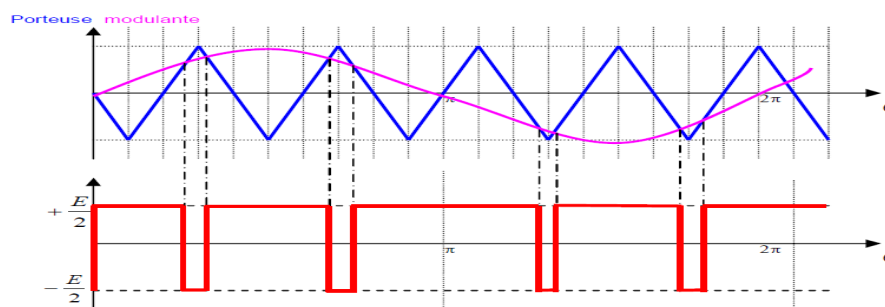 Porteuse modulante
π
2π
+ E/2
π
2π
- E/2